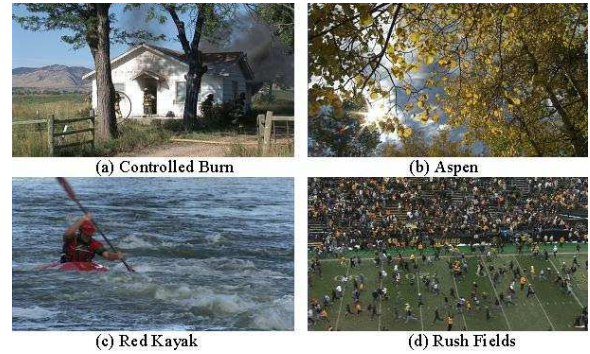 (a) Controlled Burn
(b) Aspen
(c) Red Kayak
(d) Rush Fields